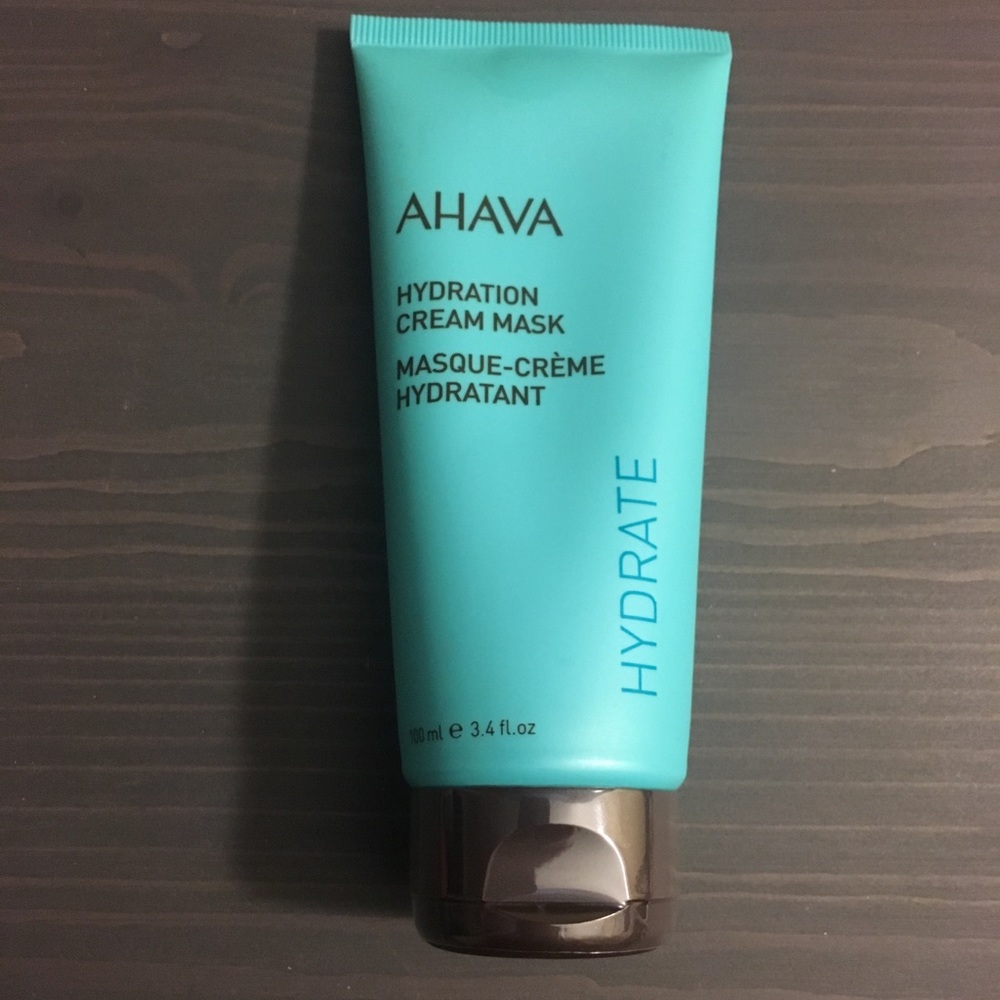 AHAVA
HYDRATION
CREAM MASK
MASQUE-CRÈME
HYDRATANT
HYDRATE
100 ml e 3.4 fl.oz